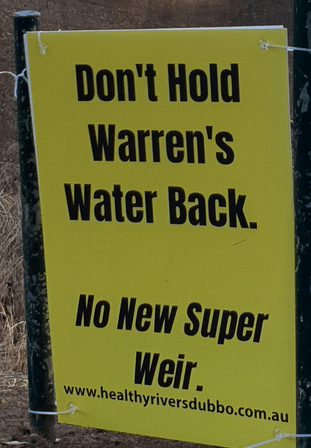 Don't Hold
Warren's
Water Back.
No New Super
Weir.
www.healthyriversdubbo.com.au